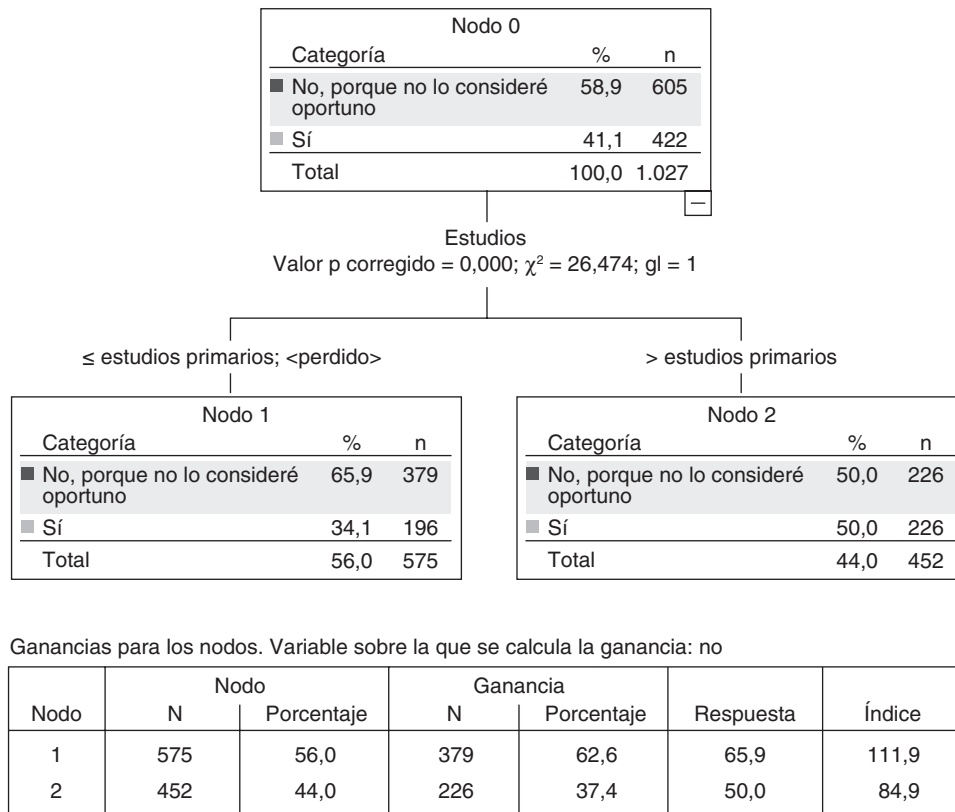 Nodo 0
Categoría % n
No, porque no lo consideré 58,9 605
oportuno
Sí 41,1 422
Total 100,0 1.027
Estudios
Valor p corregido = 0,000; χ² = 26,474; gl = 1
≤ estudios primarios; <perdido>
> estudios primarios
Nodo 1
Categoría % n
No, porque no lo consideré 65,9 379
oportuno
Sí 34,1 196
Total 56,0 575
Nodo 2
Categoría % n
No, porque no lo consideré 50,0 226
oportuno
Sí 50,0 226
Total 44,0 452
Ganancias para los nodos. Variable sobre la que se calcula la ganancia: no
Nodo Ganancia
Nodo N Porcentaje N Porcentaje Respuesta Índice
1 575 56,0 379 62,6 65,9 111,9
2 452 44,0 226 37,4 50,0 84,9